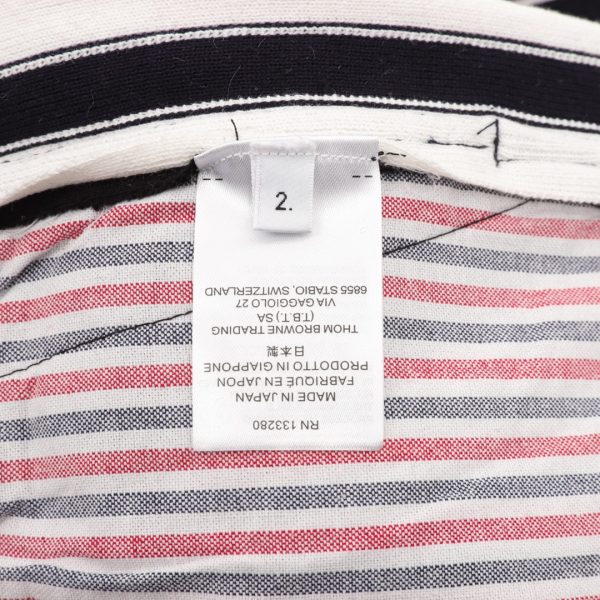 2.
RN 133280
MADE IN JAPAN
FABRIQUÉ EN JAPON
PRODOTTO IN GIAPPONE
日本製
THOM BROWNE TRADING
(T.B.T.) SA
VIA GAGGIOLO 27
6855 STABIO, SWITZERLAND